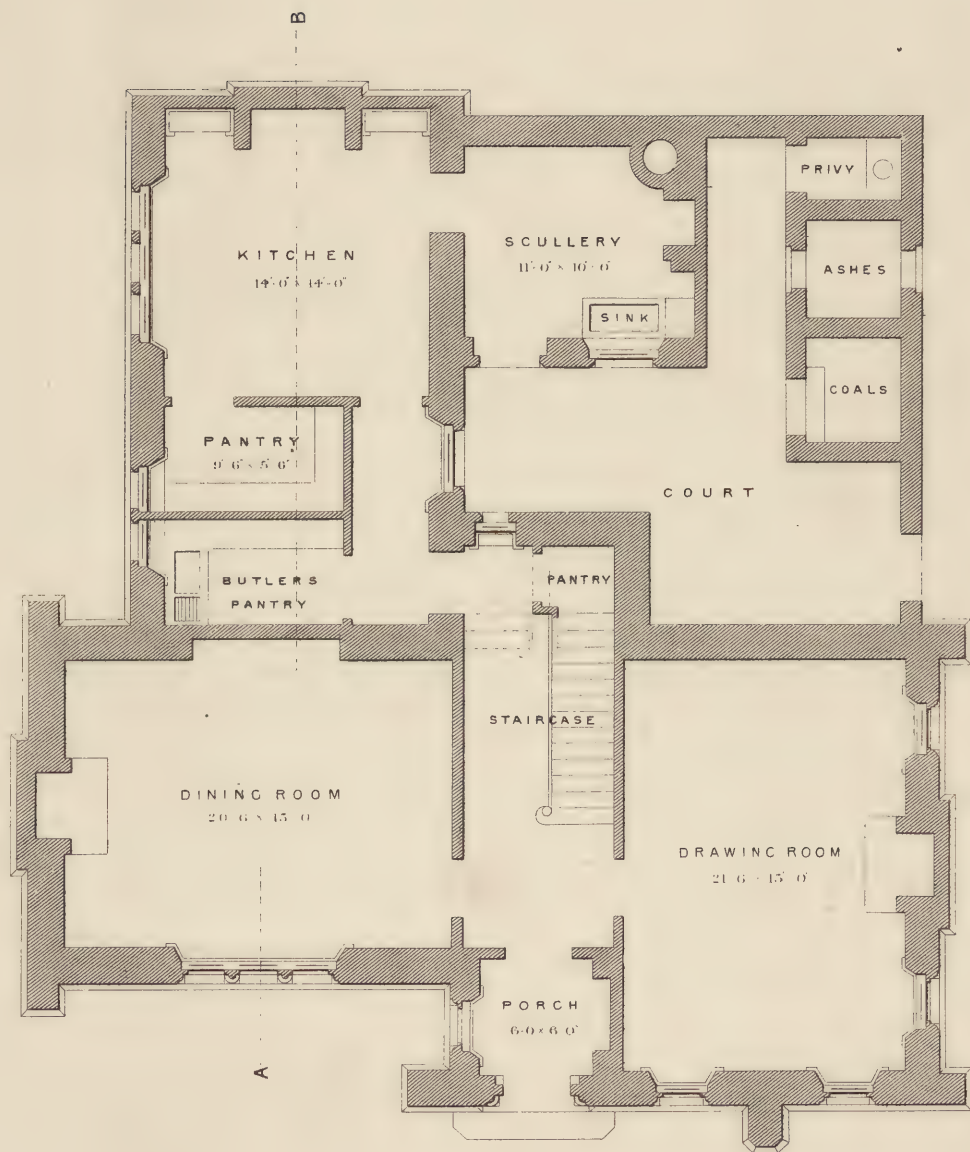 B
PRIVY
KITCHEN
14'·0" × 14'·0"
SCULLERY
11'·0" × 10'·0"
ASHES
SINK
COALS
PANTRY
9'·6" × 5'·6"
COURT
BUTLERS
PANTRY
PANTRY
STAIRCASE
DINING ROOM
20·6 × 15·0
DRAWING ROOM
21·6 × 15'·0"
PORCH
6·0 × 6·0"
A